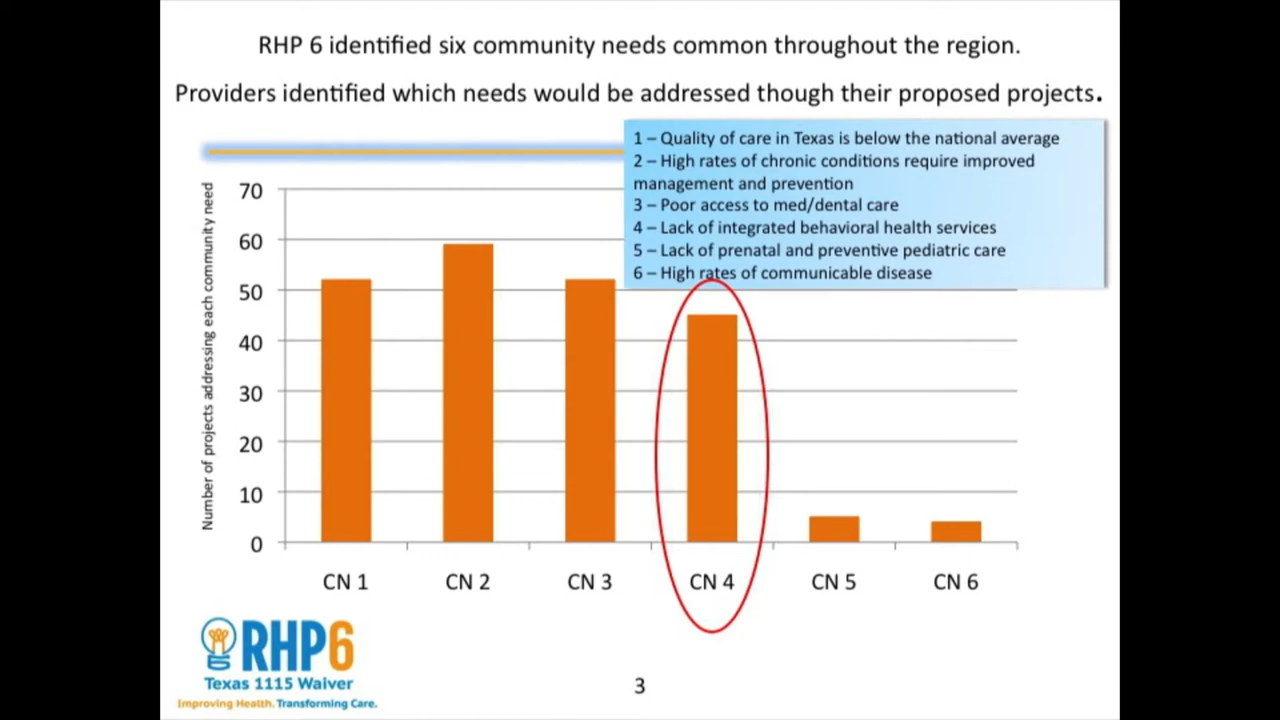 RHP 6 identified six community needs common throughout the region.
Providers identified which needs would be addressed though their proposed projects.
1 – Quality of care in Texas is below the national average
2 – High rates of chronic conditions require improved
management and prevention
3 – Poor access to med/dental care
4 – Lack of integrated behavioral health services
5 – Lack of prenatal and preventive pediatric care
6 – High rates of communicable disease
Number of projects addressing each community need
70
60
50
40
30
20
10
0
CN 1 CN 2 CN 3 CN 4 CN 5 CN 6
RHP6
Texas 1115 Waiver
Improving Health. Transforming Care.
3